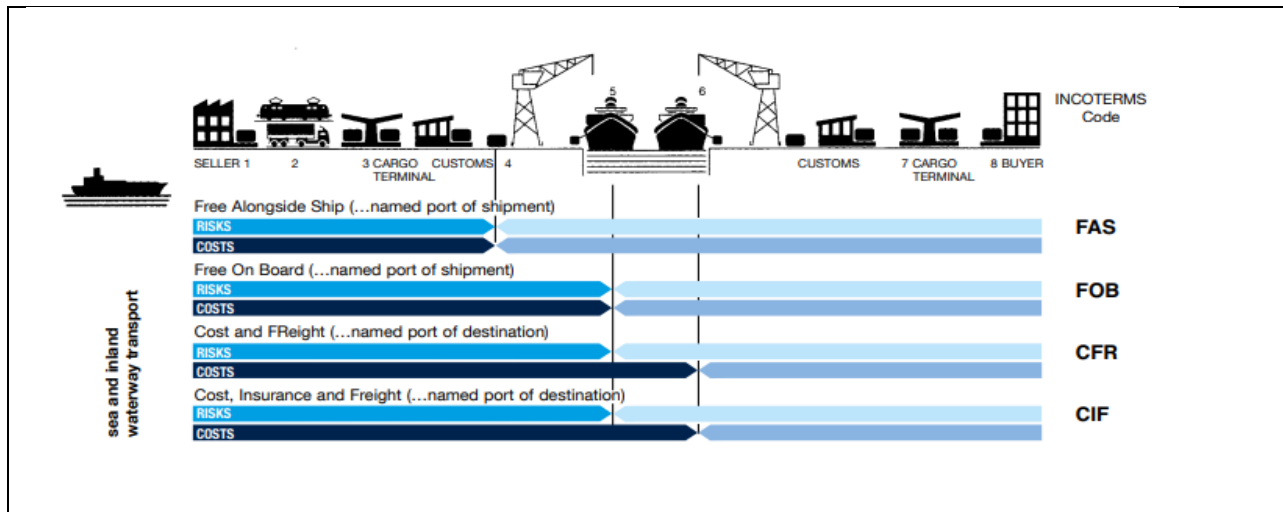 5 6
INCOTERMS
Code
SELLER 1 2 3 CARGO CUSTOMS 4 CUSTOMS 7 CARGO 8 BUYER
TERMINAL TERMINAL
Free Alongside Ship (...named port of shipment)
RISKS
FAS
COSTS
Free On Board (...named port of shipment)
RISKS
FOB
COSTS
Cost and FReight (...named port of destination)
RISKS
CFR
COSTS
Cost, Insurance and Freight (...named port of destination)
RISKS
CIF
COSTS
sea and inland
waterway transport